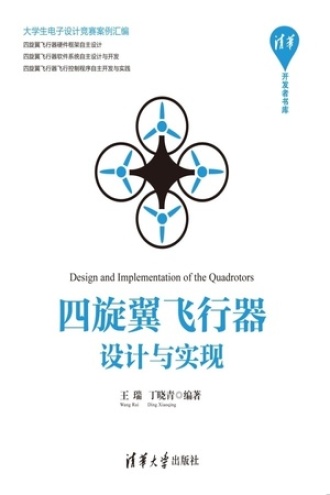 大学生电子设计竞赛案例汇编
四旋翼飞行器硬件框架自主设计
四旋翼飞行器软件系统自主设计与开发
四旋翼飞行器飞行控制程序自主开发与实践
清华
开发者书库
Design and Implementation of the Quadrotors
四旋翼飞行器
设计与实现
王瑞 丁晓青◎编著
Wang Rui Ding Xiaoqing
清华大学出版社